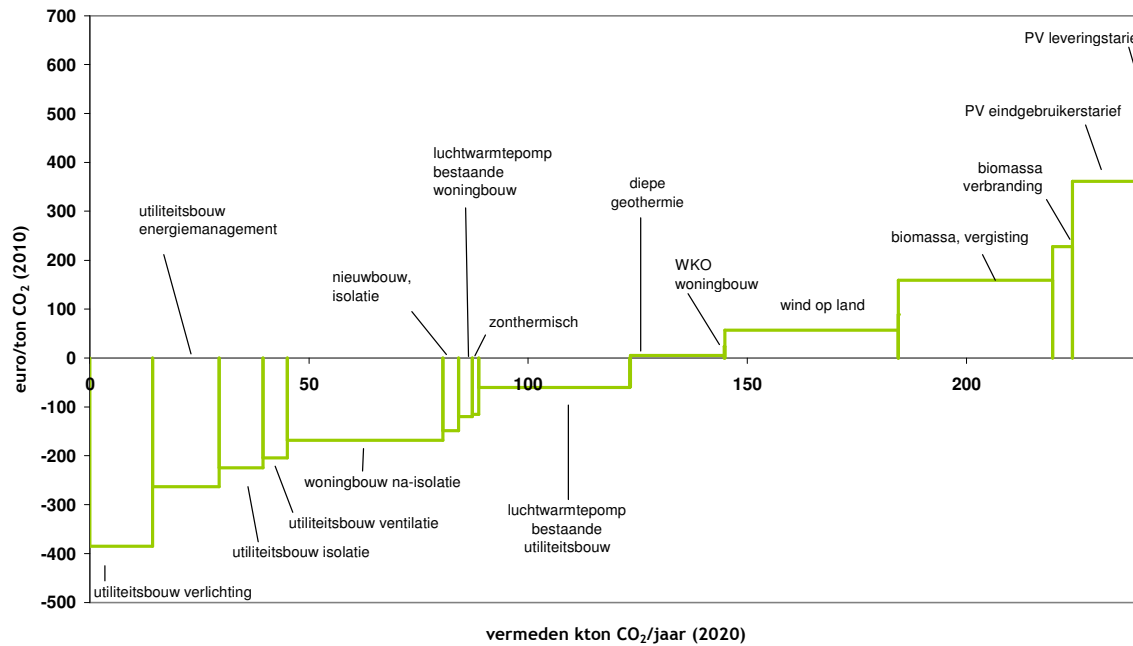 700
600
500
400
300
200
100
0
-100
-200
-300
-400
-500
euro/ton CO₂ (2010)
0
50
100
150
200
vermeden kton CO₂/jaar (2020)
utiliteitsbouw verlichting
utiliteitsbouw
energiemanagement
utiliteitsbouw isolatie
utiliteitsbouw ventilatie
woningbouw na-isolatie
nieuwbouw,
isolatie
luchtwarmtepomp
bestaande
woningbouw
zonthermisch
luchtwarmtepomp
bestaande
utiliteitsbouw
diepe
geothermie
WKO
woningbouw
wind op land
biomassa, vergisting
biomassa
verbranding
PV eindgebruikerstarief
PV leveringstarie